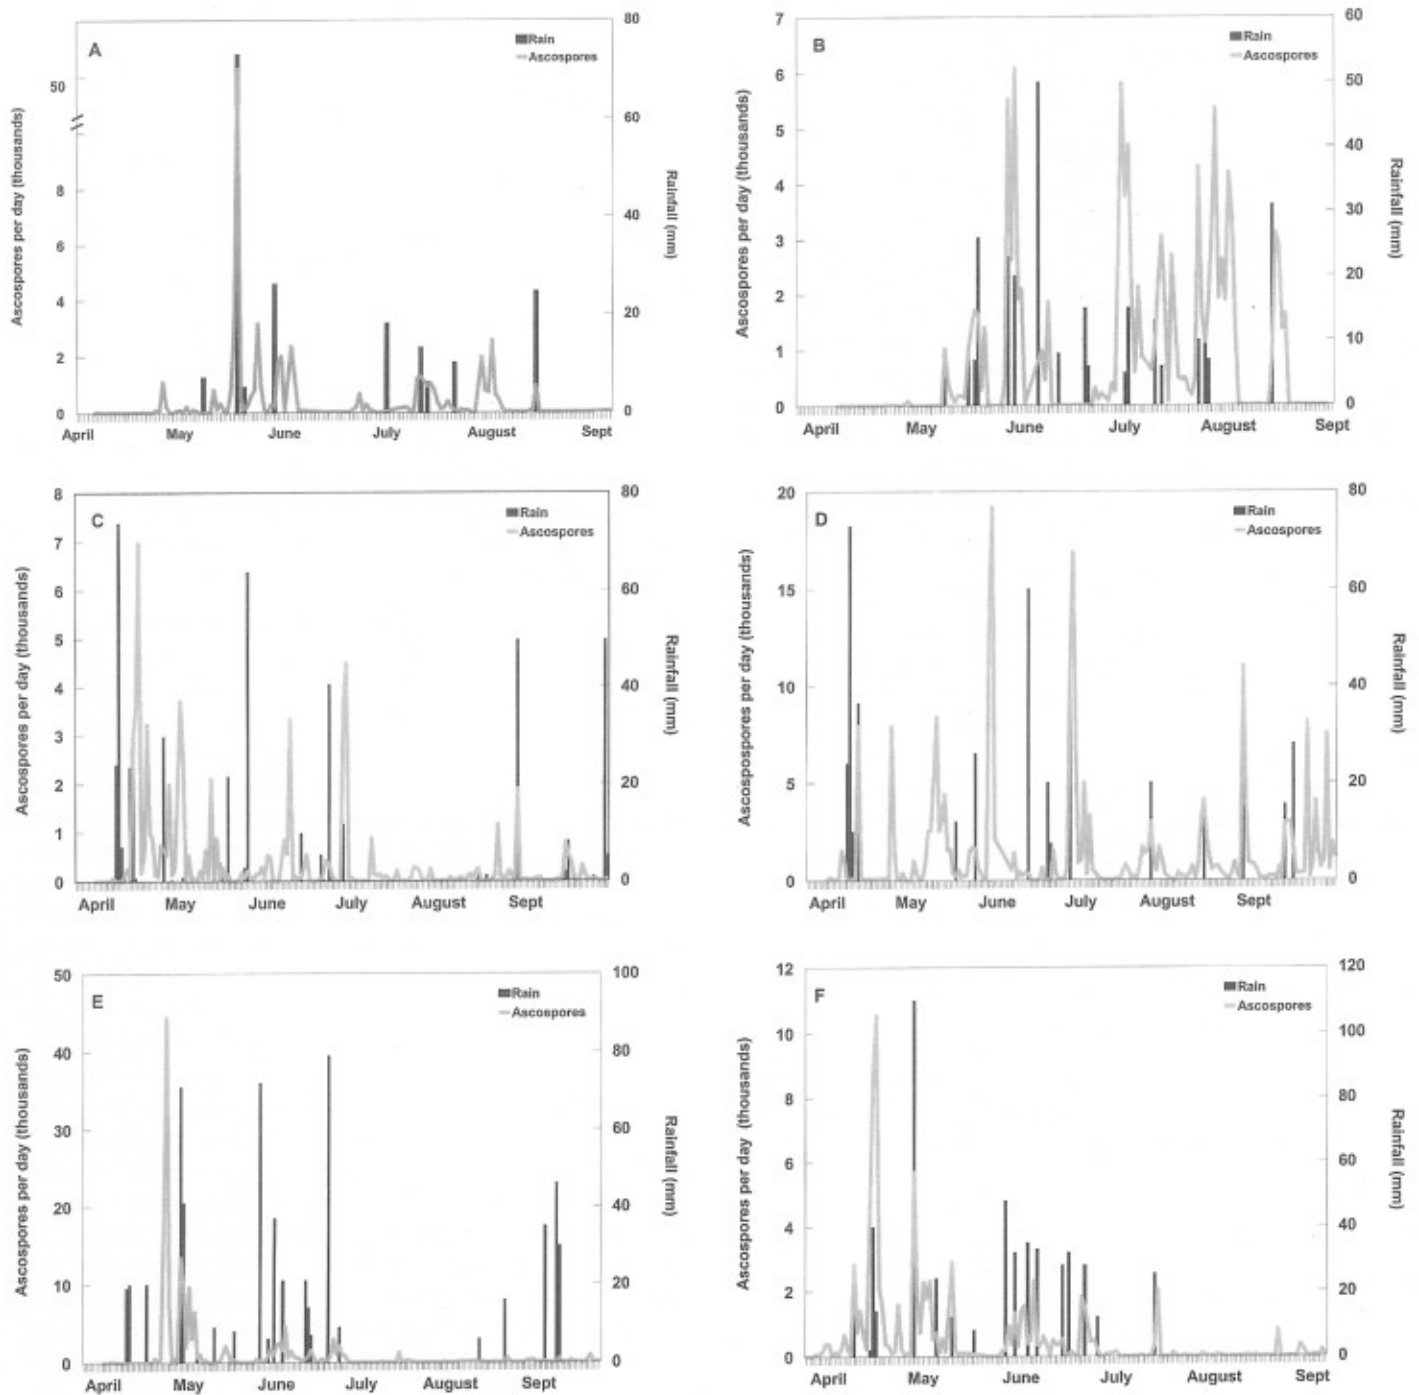 A
Rain
Ascospores
Ascospores per day (thousands)
Rainfall (mm)
50
8
6
4
2
0
80
60
40
20
0
April May June July August Sept
B
Rain
Ascospores
Ascospores per day (thousands)
Rainfall (mm)
7
6
5
4
3
2
1
0
60
50
40
30
20
10
0
April May June July August Sept
C
Rain
Ascospores
Ascospores per day (thousands)
Rainfall (mm)
8
7
6
5
4
3
2
1
0
80
60
40
20
0
April May June July August Sept
D
Rain
Ascospores
Ascospospores per day (thousands)
Rainfall (mm)
20
15
10
5
0
80
60
40
20
0
April May June July August Sept
E
Rain
Ascospores
Ascospores per day (thousands)
Rainfall (mm)
50
40
30
20
10
0
100
80
60
40
20
0
April May June July August Sept
F
Rain
Ascospores
Ascospores per day (thousands)
Rainfall (mm)
12
10
8
6
4
2
0
120
100
80
60
40
20
0
April May June July August Sept